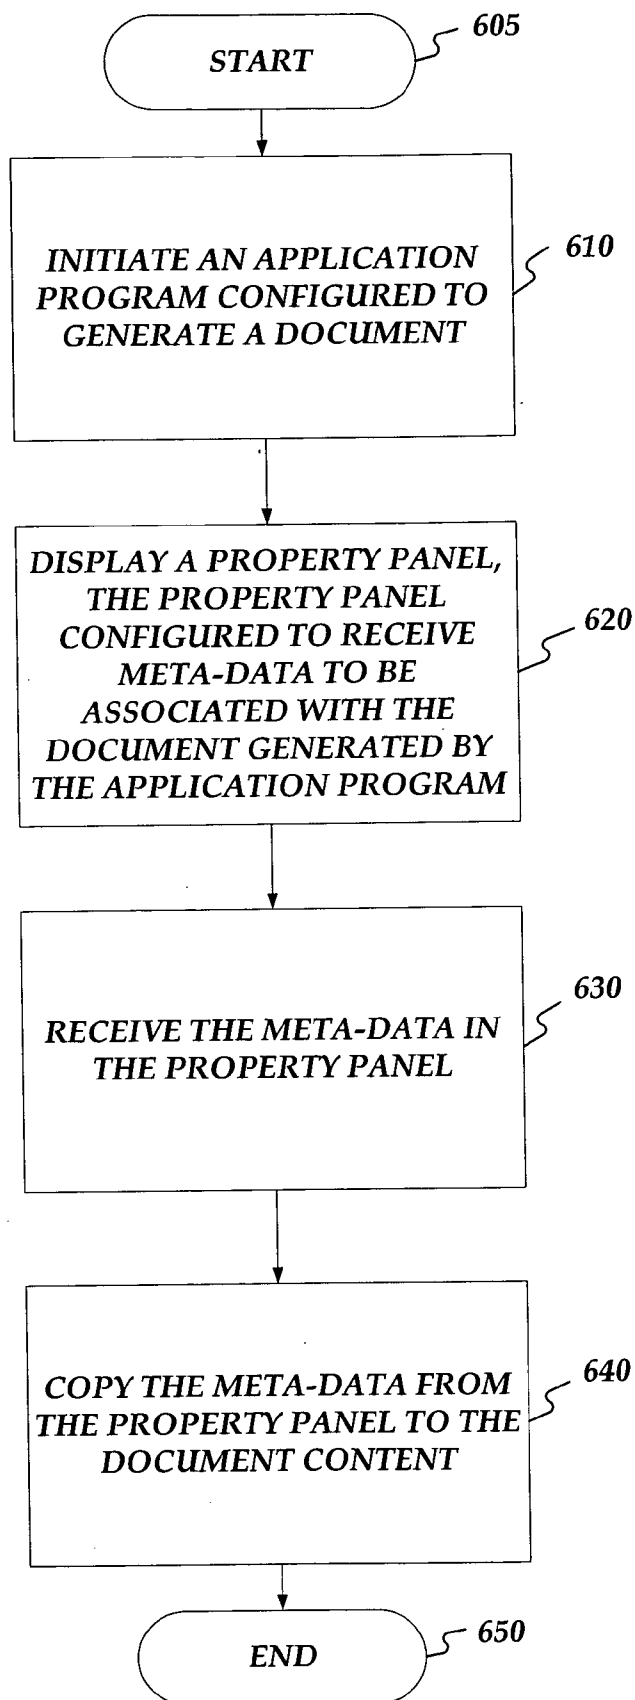 START
605
INITIATE AN APPLICATION
PROGRAM CONFIGURED TO
GENERATE A DOCUMENT
610
DISPLAY A PROPERTY PANEL,
THE PROPERTY PANEL
CONFIGURED TO RECEIVE
META-DATA TO BE
ASSOCIATED WITH THE
DOCUMENT GENERATED BY
THE APPLICATION PROGRAM
620
RECEIVE THE META-DATA IN
THE PROPERTY PANEL
630
COPY THE META-DATA FROM
THE PROPERTY PANEL TO THE
DOCUMENT CONTENT
640
END
650